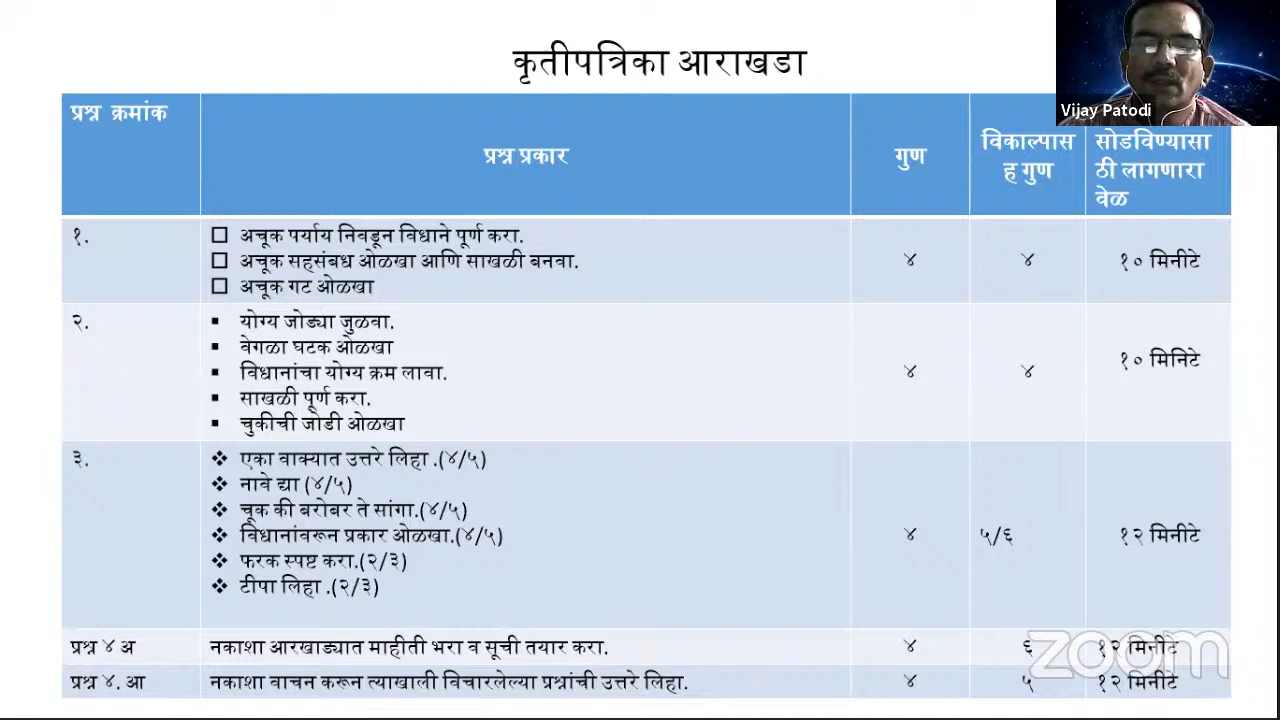 कृतीपत्रिका आराखडा
Vijay Patodi
प्रश्न क्रमांक
प्रश्न प्रकार
गुण
विकाल्पास
ह गुण
सोडविण्यासा
ठी लागणारा
वेळ
१.
अचूक पर्याय निवडून विधाने पूर्ण करा.
अचूक सहसंबध ओळखा आणि साखळी बनवा.
अचूक गट ओळखा
४
४
१० मिनीटे
२.
योग्य जोड्या जुळवा.
वेगळा घटक ओळखा
विधानांचा योग्य क्रम लावा.
साखळी पूर्ण करा.
चुकीची जोडी ओळखा
४
४
१० मिनिटे
३.
एका वाक्यात उत्तरे लिहा .(४/५)
नावे द्या (४/५)
चूक की बरोबर ते सांगा.(४/५)
विधानांवरून प्रकार ओळखा.(४/५)
फरक स्पष्ट करा.(२/३)
टीपा लिहा .(२/३)
४
५/६
१२ मिनीटे
प्रश्न ४ अ
नकाशा आरखाड्यात माहीती भरा व सूची तयार करा.
४
६
१२ मिनीटे
प्रश्न ४. आ
नकाशा वाचन करून त्याखाली विचारलेल्या प्रश्नांची उत्तरे लिहा.
४
५
१२ मिनीटे
zoom